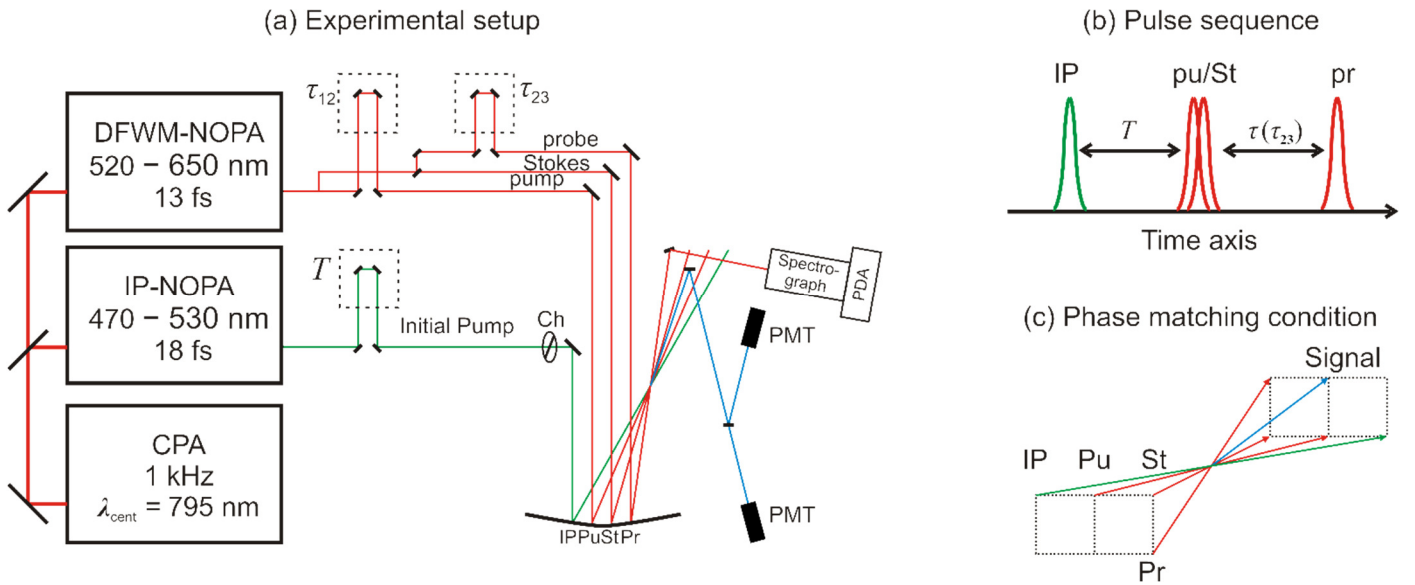 (a) Experimental setup
DFWM-NOPA
520 – 650 nm
13 fs
IP-NOPA
470 – 530 nm
18 fs
CPA
1 kHz
λcent = 795 nm
τ12
τ23
probe
Stokes
pump
T
Initial Pump
Ch
IPPuStPr
Spectro-
graph
PDA
PMT
PMT
(b) Pulse sequence
IP
pu/St
pr
T
τ(τ23)
Time axis
(c) Phase matching condition
Signal
IP
Pu
St
Pr